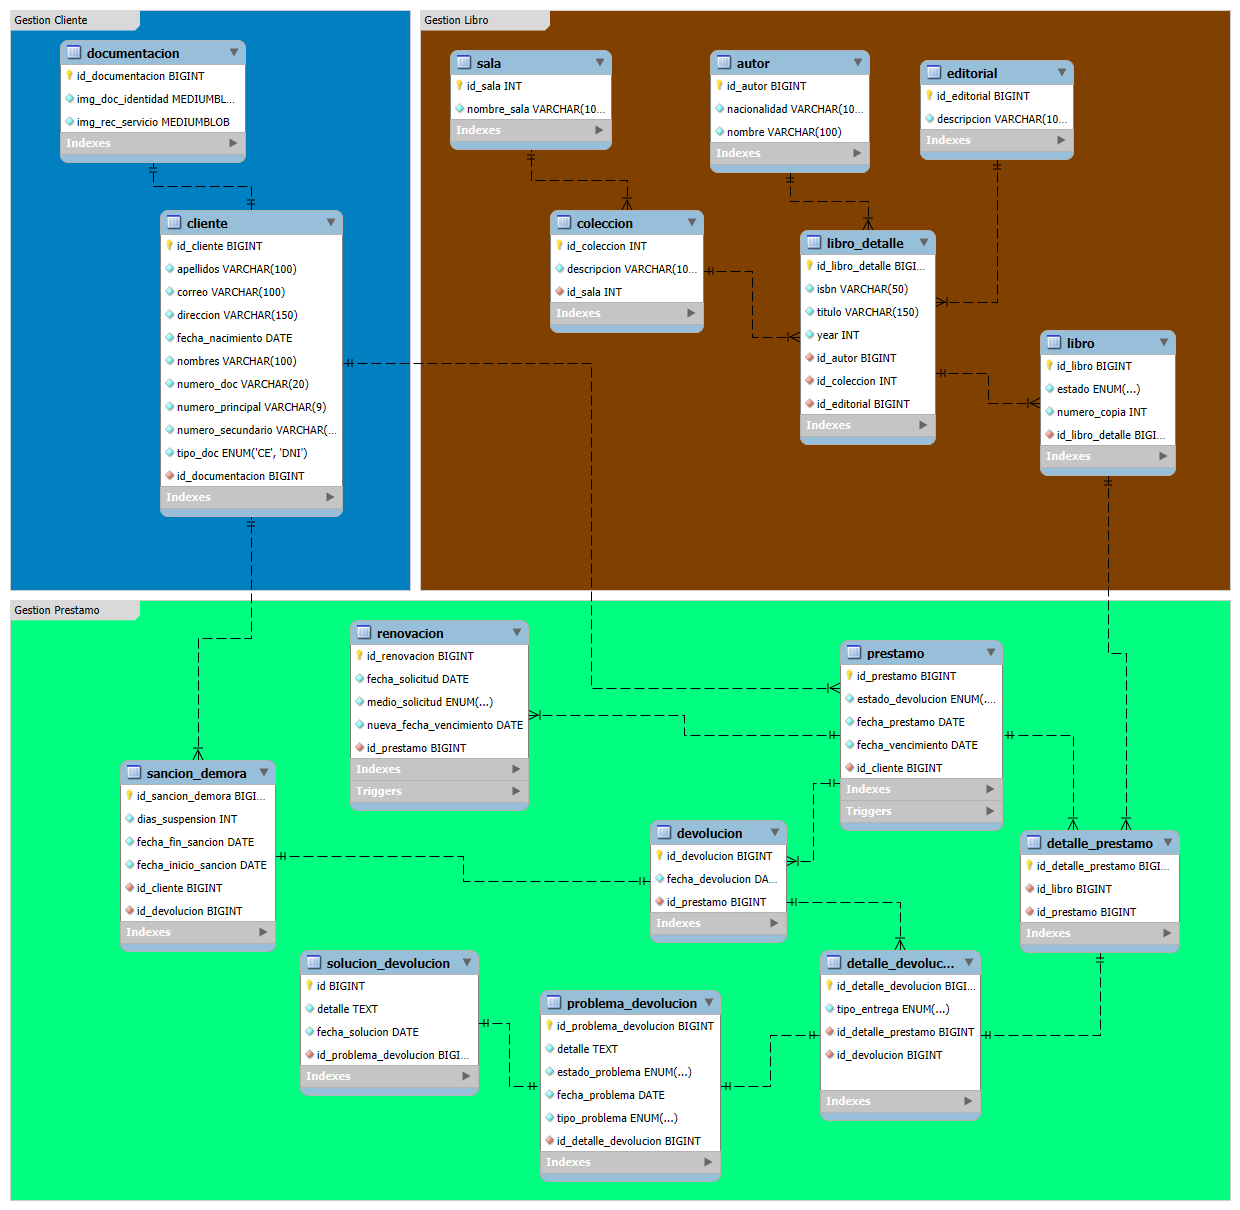 Gestion Cliente
documentacion
id_documentacion BIGINT
img_doc_identidad MEDIUMBL...
img_rec_servicio MEDIUMBLOB
Indexes
cliente
id_cliente BIGINT
apellidos VARCHAR(100)
correo VARCHAR(100)
direccion VARCHAR(150)
fecha_nacimiento DATE
nombres VARCHAR(100)
numero_doc VARCHAR(20)
numero_principal VARCHAR(9)
numero_secundario VARCHAR(...
tipo_doc ENUM('CE', 'DNI')
id_documentacion BIGINT
Indexes
Gestion Libro
sala
id_sala INT
nombre_sala VARCHAR(10...
Indexes
autor
id_autor BIGINT
nacionalidad VARCHAR(10...
nombre VARCHAR(100)
Indexes
editorial
id_editorial BIGINT
descripcion VARCHAR(10...
Indexes
coleccion
id_coleccion INT
descripcion VARCHAR(10...
id_sala INT
Indexes
libro_detalle
id_libro_detalle BIGI...
isbn VARCHAR(50)
titulo VARCHAR(150)
year INT
id_autor BIGINT
id_coleccion INT
id_editorial BIGINT
Indexes
libro
id_libro BIGINT
estado ENUM(...)
numero_copia INT
id_libro_detalle BIGI...
Indexes
Gestion Prestamo
renovacion
id_renovacion BIGINT
fecha_solicitud DATE
medio_solicitud ENUM(...)
nueva_fecha_vencimiento DATE
id_prestamo BIGINT
Indexes
Triggers
prestamo
id_prestamo BIGINT
estado_devolucion ENUM(....
fecha_prestamo DATE
fecha_vencimiento DATE
id_cliente BIGINT
Indexes
Triggers
sancion_demora
id_sancion_demora BIGI...
dias_suspension INT
fecha_fin_sancion DATE
fecha_inicio_sancion DATE
id_cliente BIGINT
id_devolucion BIGINT
Indexes
devolucion
id_devolucion BIGINT
fecha_devolucion DA...
id_prestamo BIGINT
Indexes
detalle_prestamo
id_detalle_prestamo BIGI...
id_libro BIGINT
id_prestamo BIGINT
Indexes
solucion_devolucion
id BIGINT
detalle TEXT
fecha_solucion DATE
id_problema_devolucion BIGI...
Indexes
problema_devolucion
id_problema_devolucion BIGINT
detalle TEXT
estado_problema ENUM(...)
fecha_problema DATE
tipo_problema ENUM(...)
id_detalle_devolucion BIGINT
Indexes
detalle_devoluc...
id_detalle_devolucion BIGI...
tipo_entrega ENUM(...)
id_detalle_prestamo BIGINT
id_devolucion BIGINT
Indexes